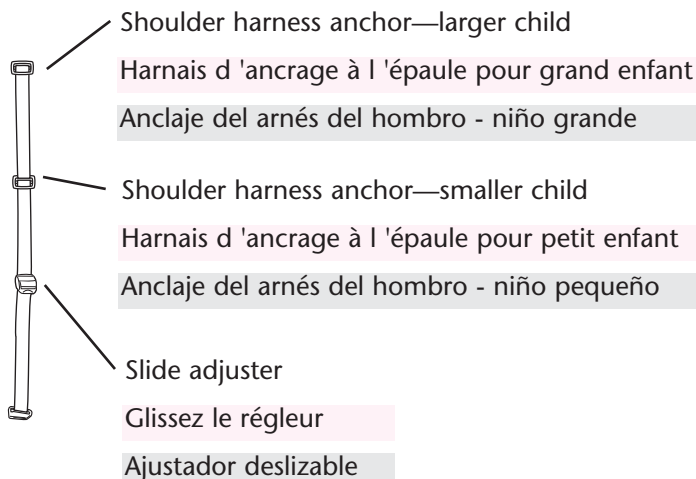 Shoulder harness anchor—larger child
Harnais d 'ancrage à l 'épaule pour grand enfant
Anclaje del arnés del hombro - niño grande
Shoulder harness anchor—smaller child
Harnais d 'ancrage à l 'épaule pour petit enfant
Anclaje del arnés del hombro - niño pequeño
Slide adjuster
Glissez le régleur
Ajustador deslizable